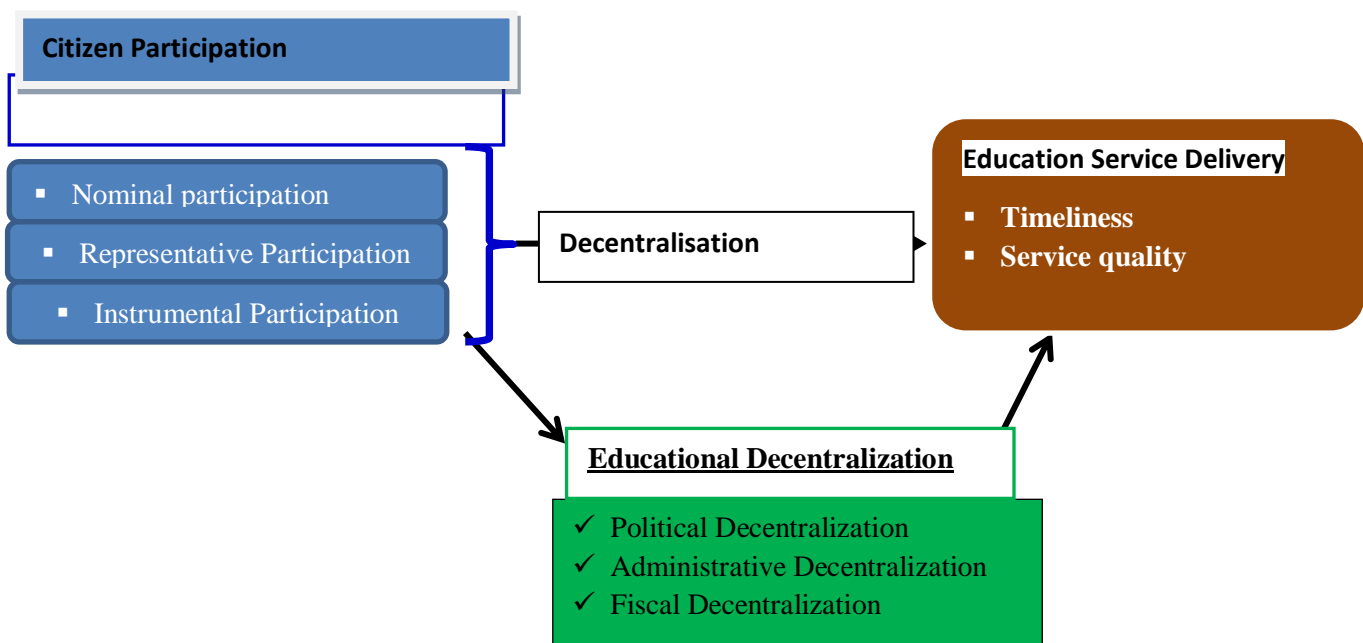 Citizen Participation
▪ Nominal participation
▪ Representative Participation
▪ Instrumental Participation
Decentralisation
Education Service Delivery
▪ Timeliness
▪ Service quality
Educational Decentralization
✓ Political Decentralization
✓ Administrative Decentralization
✓ Fiscal Decentralization